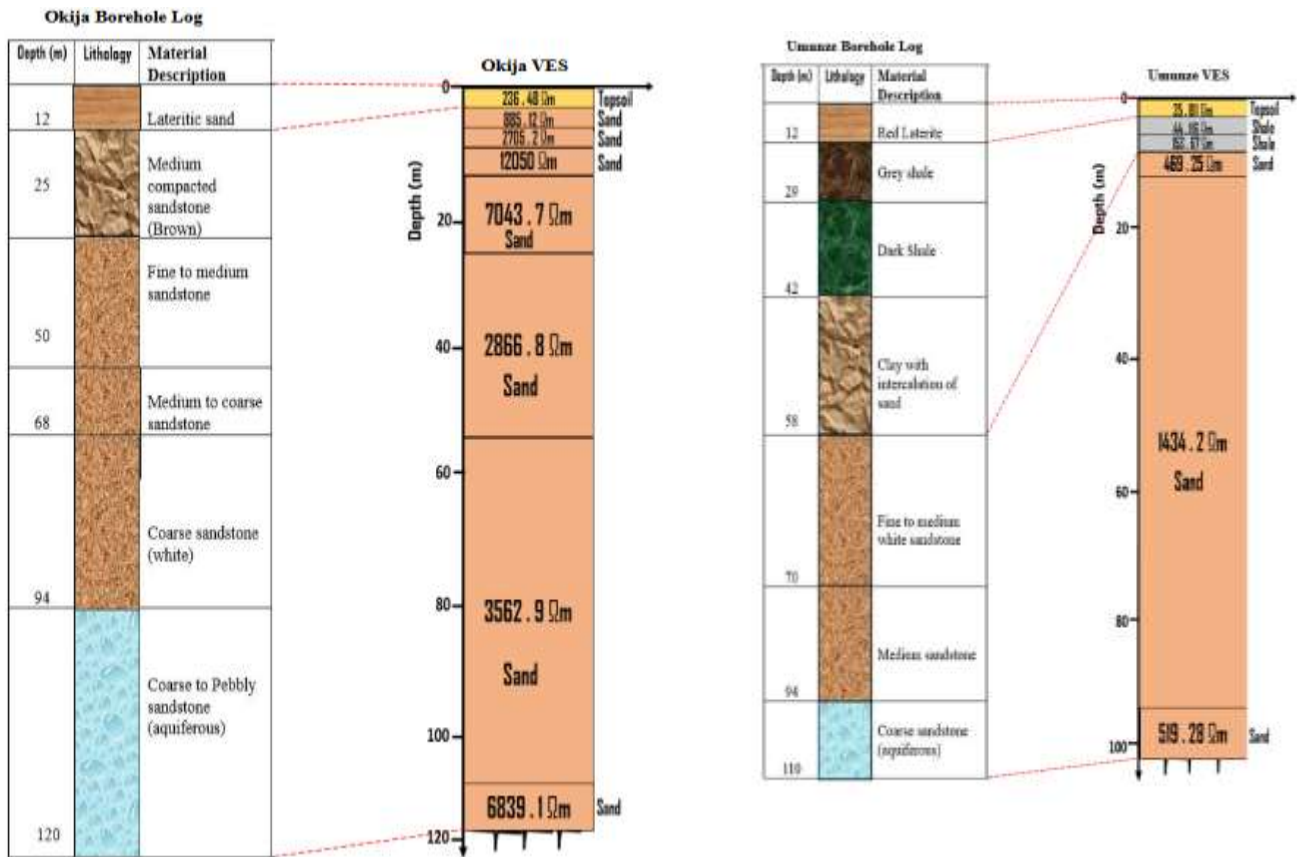 Okija Borehole Log
Depth (m) Lithology Material
Description
12 Lateritic sand
25 Medium
compacted
sandstone
(Brown)
Fine to medium
sandstone
50
Medium to coarse
sandstone
68
Coarse sandstone
(white)
94
Coarse to Pebbly
sandstone
(aquiferous)
120
Okija VES
Depth (m)
0
20
40
60
80
100
120
236.48 Ωm Topsoil
885.12 Ωm Sand
2705.2 Ωm Sand
12050 Ωm Sand
7043.7 Ωm
Sand
2866.8 Ωm
Sand
3562.9 Ωm
Sand
6839.1 Ωm Sand
Umunze Borehole Log
Depth (m) Lithology Material
Description
12 Red Laterite
Grey shale
29
Dark Shale
42
Clay with
intercalation of
sand
58
Fine to medium
white sandstone
70
Medium sandstone
94
Coarse sandstone
(aquiferous)
110
Umunze VES
Depth (m)
0
20
40
60
80
100
Ωm Topsoil
Ωm Shale
Ωm Shale
469.25 Ωm Sand
1434.2 Ωm
Sand
519.28 Ωm Sand